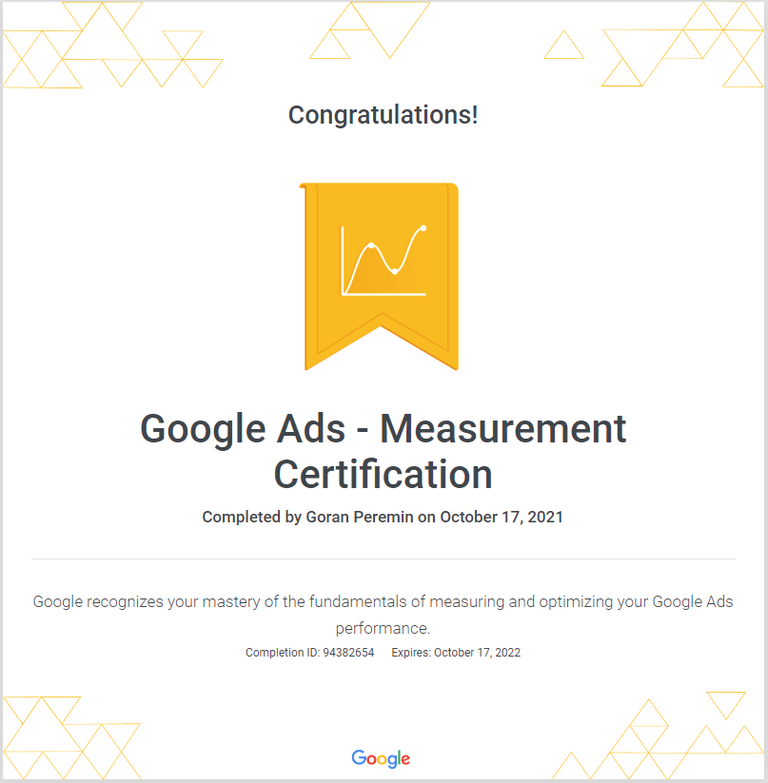 Congratulations!
Google Ads - Measurement
Certification
Completed by Goran Peremin on October 17, 2021
Google recognizes your mastery of the fundamentals of measuring and optimizing your Google Ads
performance.
Completion ID: 94382654 Expires: October 17, 2022
Google